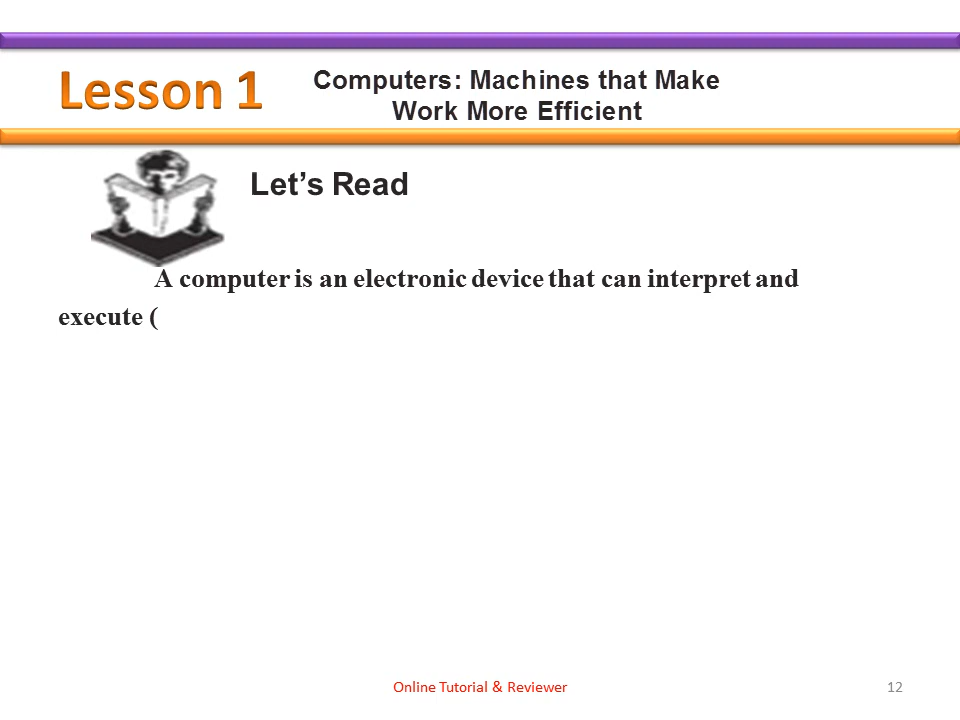 Lesson 1
Computers: Machines that Make
Work More Efficient
Let’s Read
A computer is an electronic device that can interpret and
execute (
Online Tutorial & Reviewer
12